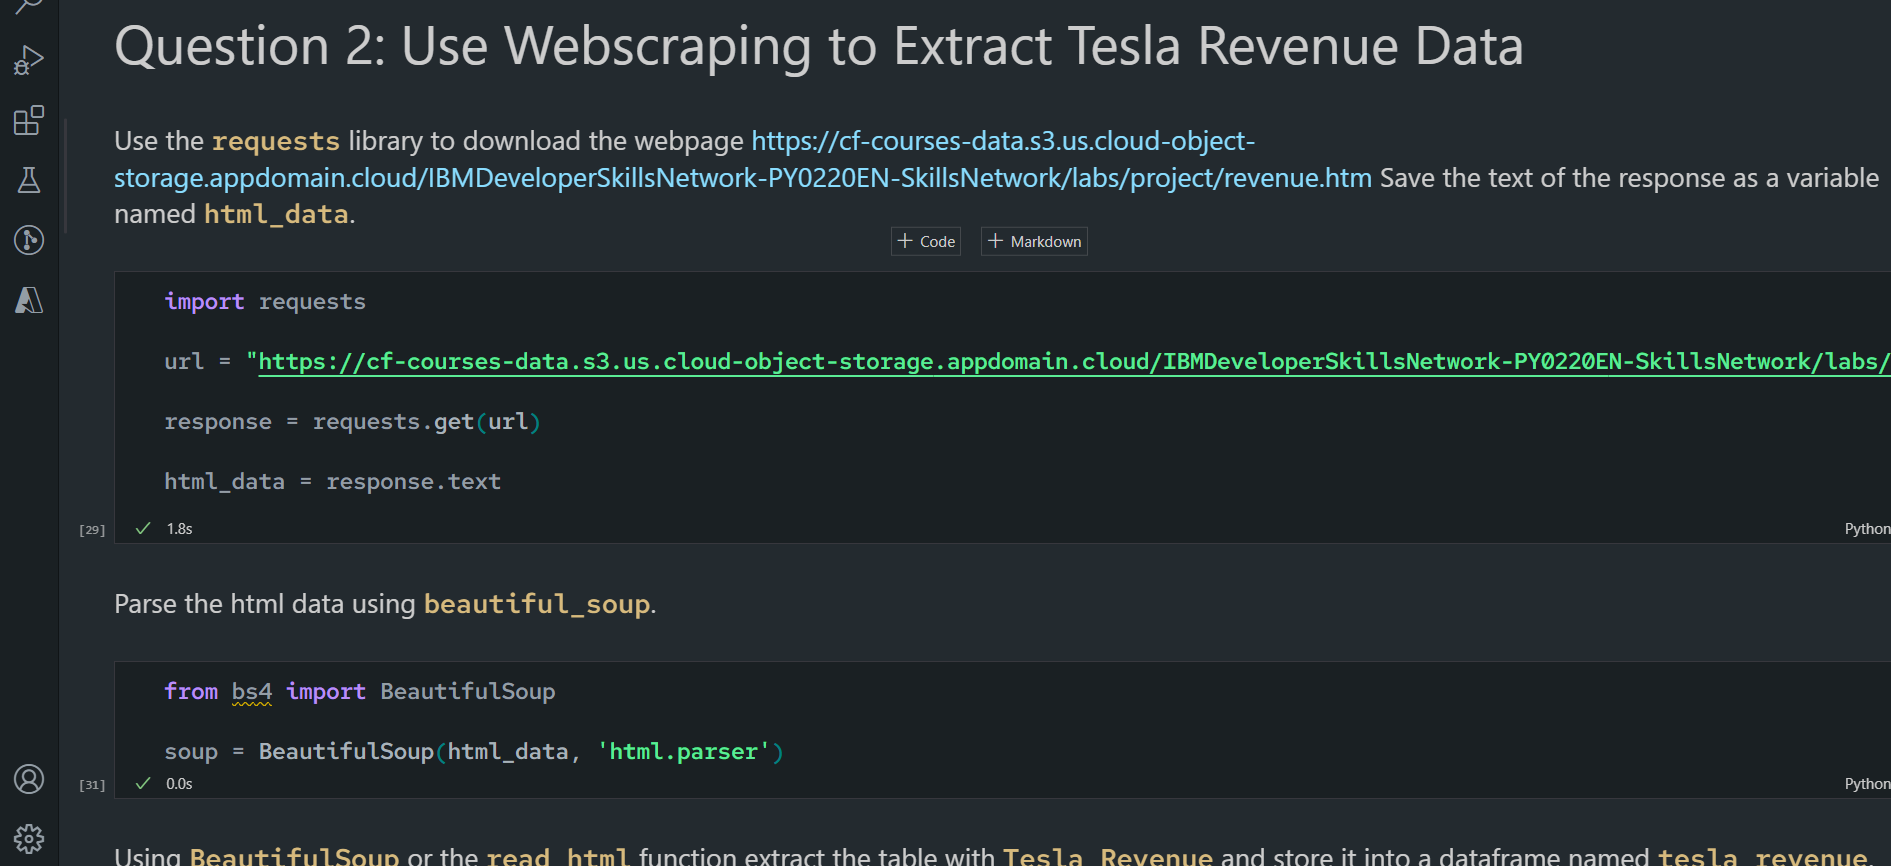 Question 2: Use Webscraping to Extract Tesla Revenue Data
Use the requests library to download the webpage https://cf-courses-data.s3.us.cloud-object-
storage.appdomain.cloud/IBMDeveloperSkillsNetwork-PY0220EN-SkillsNetwork/labs/project/revenue.htm Save the text of the response as a variable
named html_data.
+ Code + Markdown
import requests
url = "https://cf-courses-data.s3.us.cloud-object-storage.appdomain.cloud/IBMDeveloperSkillsNetwork-PY0220EN-SkillsNetwork/labs/
response = requests.get(url)
html_data = response.text
[29] ✓ 1.8s Python
Parse the html data using beautiful_soup.
from bs4 import BeautifulSoup
soup = BeautifulSoup(html_data, 'html.parser')
[31] ✓ 0.0s Python
Using BeautifulSoup or the read_html function extract the table with Tesla Revenue and store it into a dataframe named tesla_revenue.